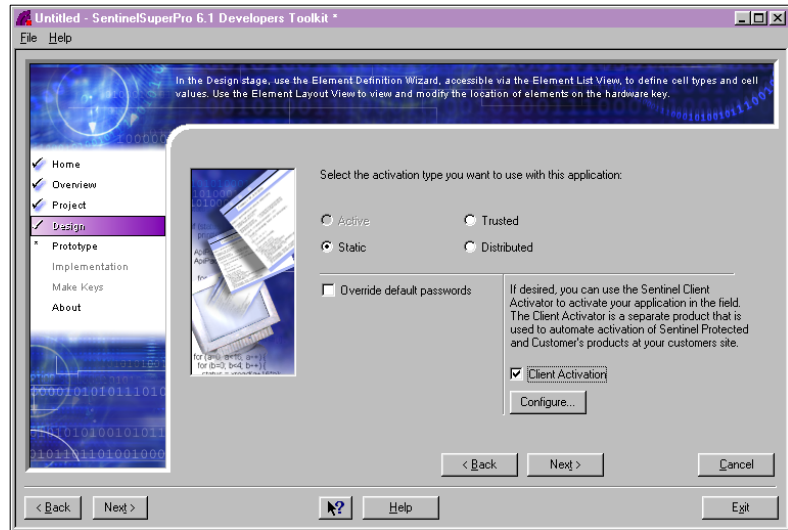 Untitled - SentinelSuperPro 6.1 Developers Toolkit *
File Help
In the Design stage, use the Element Definition Wizard, accessible via the Element List View, to define cell types and cell
values. Use the Element Layout View to view and modify the location of elements on the hardware key.
Home
Overview
Project
Design
* Prototype
Implementation
Make Keys
About
Select the activation type you want to use with this application:
Active
Trusted
Static
Distributed
Override default passwords
If desired, you can use the Sentinel Client
Activator to activate your application in the field.
The Client Activator is a separate product that is
used to automate activation of Sentinel Protected
and Customer's products at your customers site.
Client Activation
Configure...
< Back Next > Cancel
< Back Next > Help Exit